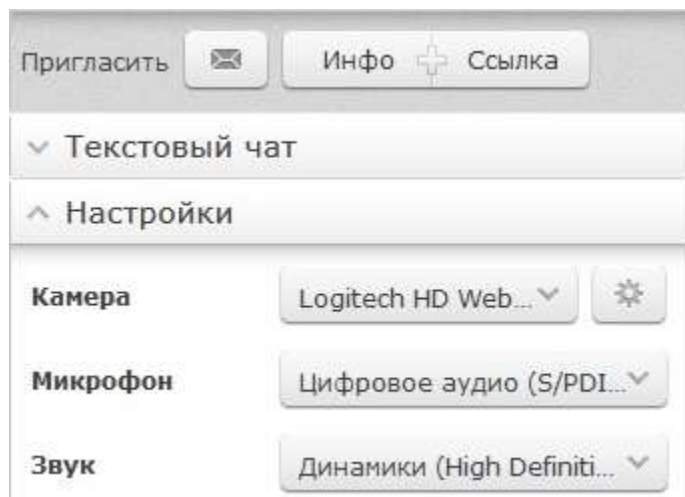 Пригласить Инфо Ссылка
Текстовый чат
Настройки
Камера Logitech HD Web...
Микрофон Цифровое аудио (S/PDI...
Звук Динамики (High Definiti...